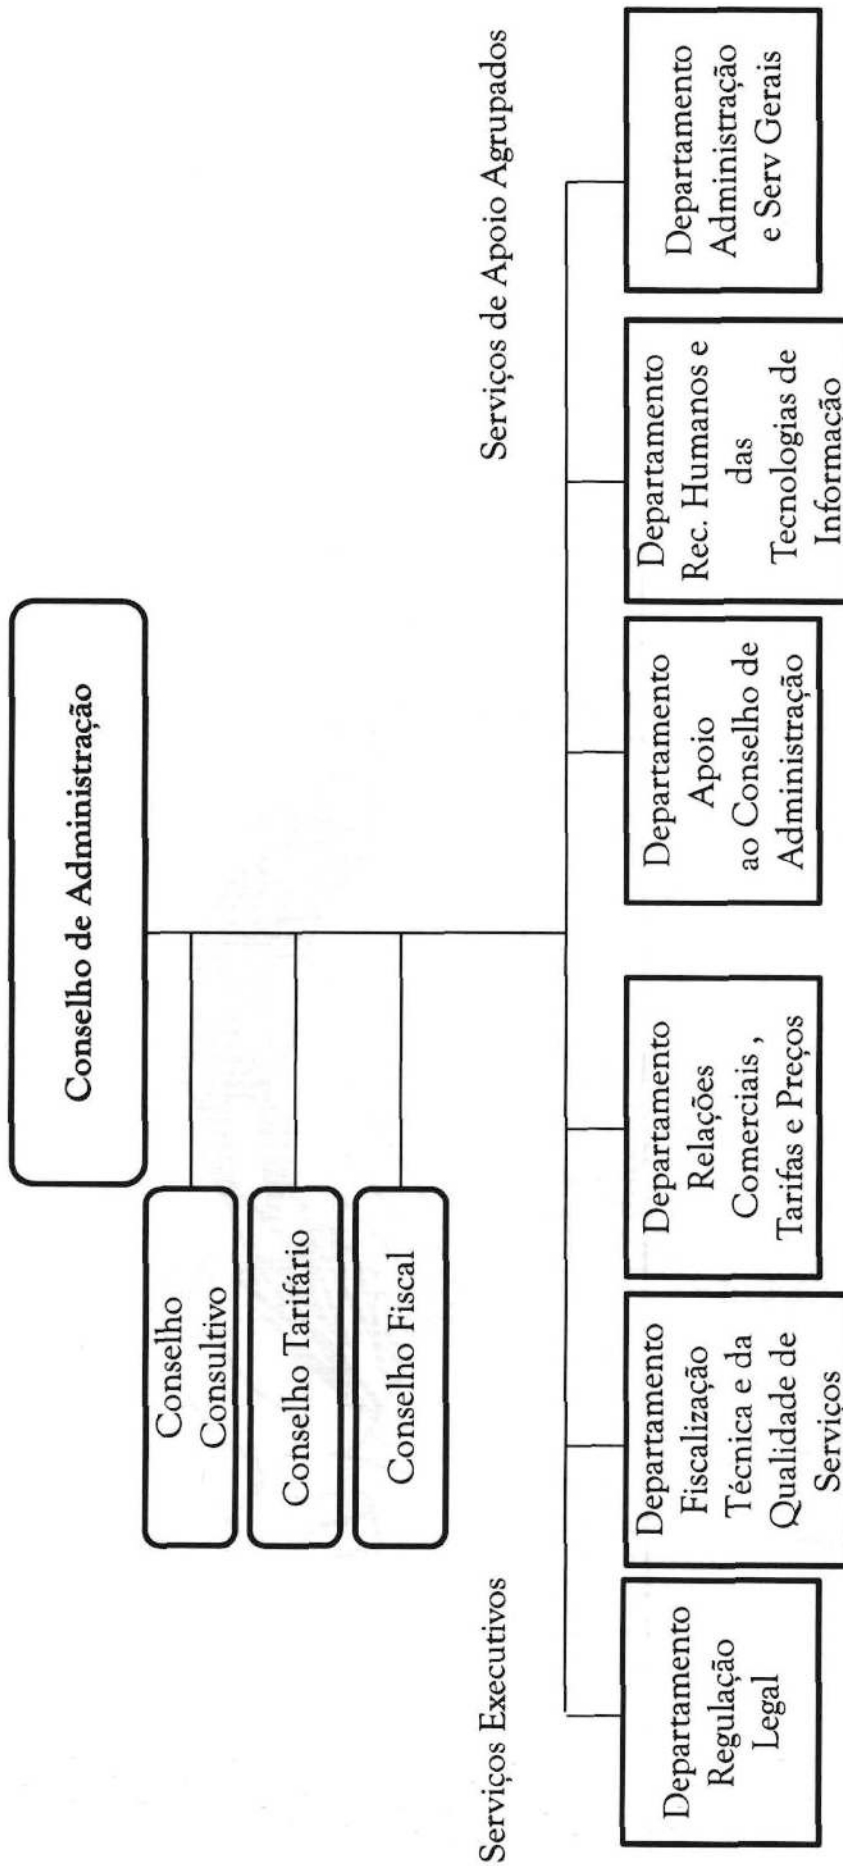 Conselho de Administração
Conselho
Consultivo
Conselho Tarifário
Conselho Fiscal
Serviços Executivos
Serviços de Apoio Agrupados
Departamento
Regulação
Legal
Departamento
Fiscalização
Técnica e da
Qualidade de
Serviços
Departamento
Relações
Comerciais ,
Tarifas e Preços
Departamento
Apoio
ao Conselho de
Administração
Departamento
Rec. Humanos e
das
Tecnologias de
Informação
Departamento
Administração
e Serv Gerais